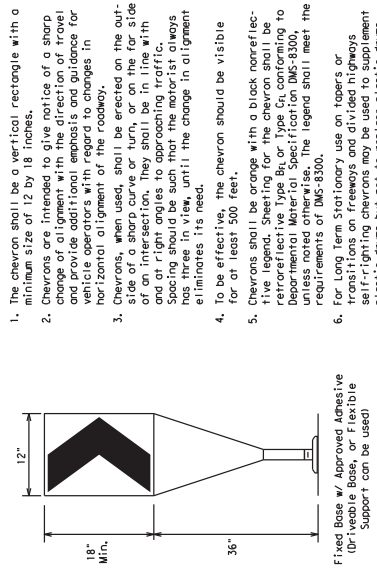 1. The chevron shall be a vertical rectangle with a
minimum size of 12 by 18 inches.
2. Chevrons are intended to give notice of a sharp
change of alignment with the direction of travel
and provide additional emphasis and guidance for
vehicle operators with regard to changes in
horizontal alignment of the roadway.
3. Chevrons, when used, shall be erected on the out-
side of a sharp curve or turn, or on the far side
of an intersection. They shall be in line with
and at right angles to approaching traffic.
Spacing should be such that the motorist always
has three in view, until the change in alignment
eliminates its need.
4. To be effective, the chevron should be visible
for at least 500 feet.
5. Chevrons shall be orange with a black nonreflec-
tive legend. Sheeting for the chevron shall be
retroreflective Type BFL or Type CFL conforming to
Departmental Material Specification DMS-8300,
unless noted otherwise. The legend shall meet the
requirements of DMS-8300.
6. For Long Term Stationary use on tapers or
transitions on freeways and divided highways
self-righting chevrons may be used to supplement
12"
18"
Min.
36"
Fixed Base w/ Approved Adhesive
(Driveable Base, or Flexible
Support can be used)